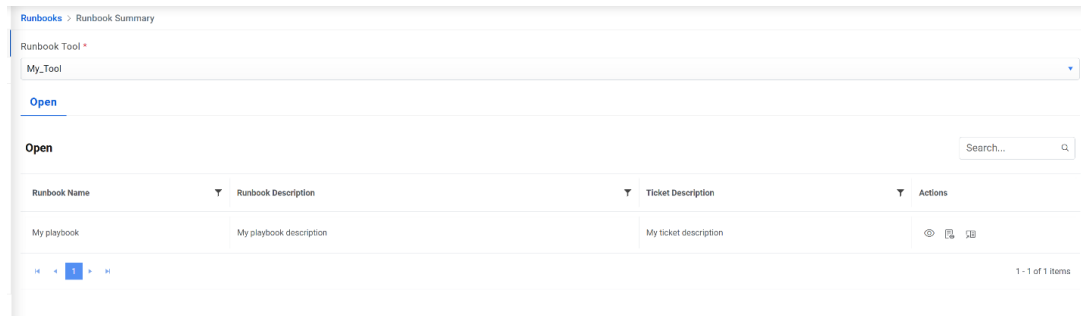 Runbooks > Runbook Summary
Runbook Tool *
My_Tool
Open
Open
Search...
Runbook Name Runbook Description Ticket Description Actions
My playbook My playbook description My ticket description
1 1 - 1 of 1 items